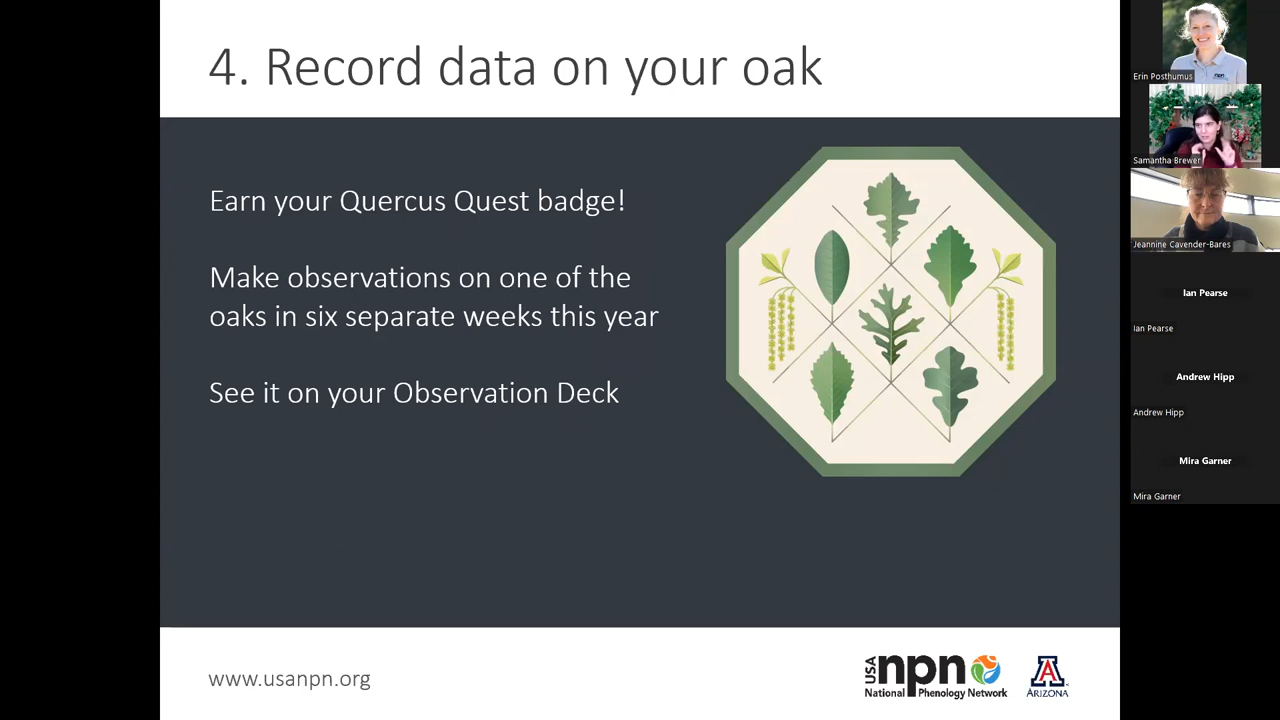 4. Record data on your oak
Earn your Quercus Quest badge!
Make observations on one of the
oaks in six separate weeks this year
See it on your Observation Deck
www.usanpn.org
USA npn
National Phenology Network
A
ARIZONA
npn
Erin Posthumus
Samantha Brewer
Jeannine Cavender-Bares
Ian Pearse
Ian Pearse
Andrew Hipp
Andrew Hipp
Mira Garner
Mira Garner